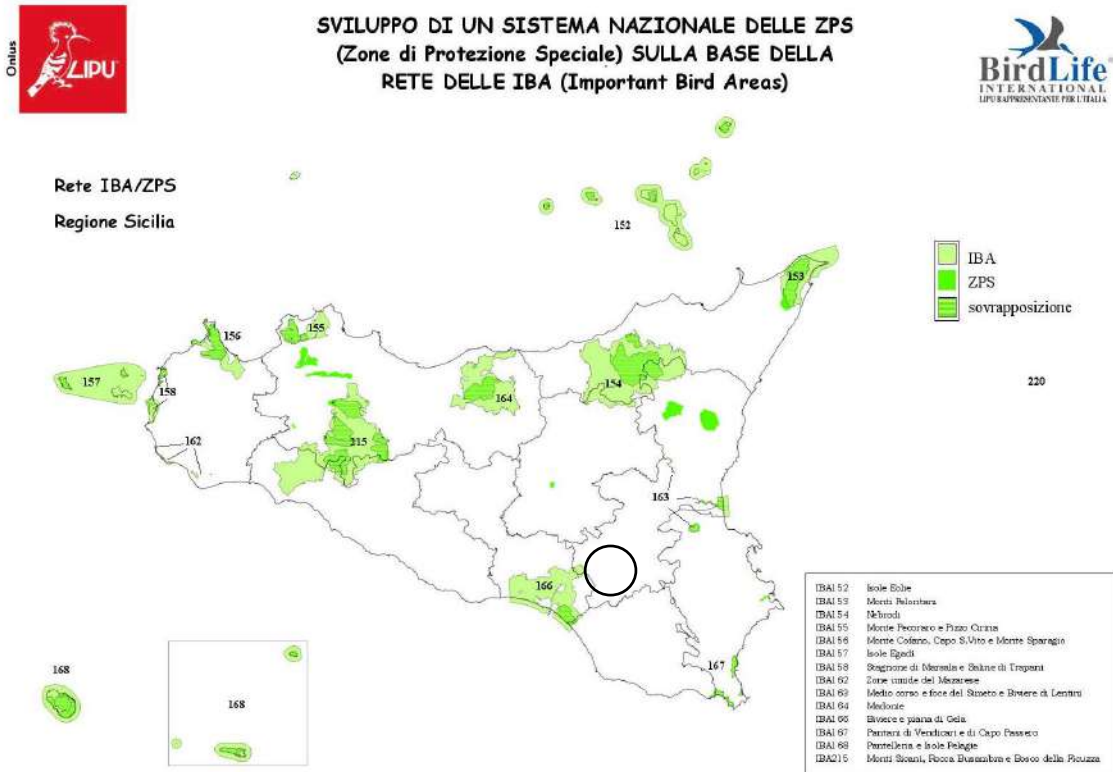 Onlus
LIPU
SVILUPPO DI UN SISTEMA NAZIONALE DELLE ZPS
(Zone di Protezione Speciale) SULLA BASE DELLA
RETE DELLE IBA (Important Bird Areas)
BirdLife
INTERNATIONAL
LIPU RAPPRESENTANTE PER L'ITALIA
Rete IBA/ZPS
Regione Sicilia
152
153
IBA
ZPS
sovrapposizione
156
155
157
158
164
154
220
215
162
163
166
167
168
168
IBA152 Isole Eolie
IBA153 Monti Peloritani
IBA154 Nebrodi
IBA155 Monte Pecoraro e Pizzo Cirina
IBA156 Monte Cofano, Capo S.Vito e Monte Sparagio
IBA157 Isole Egadi
IBA158 Stagnone di Marsala e Saline di Trapani
IBA162 Zone umide del Mazarese
IBA163 Medio corso e foce del Simeto e Biviere di Lentini
IBA164 Madonie
IBA166 Biviere e piana di Gela
IBA167 Pantani di Vendicari e di Capo Passero
IBA168 Pantelleria e Isole Pelagie
IBA215 Monti Sicani, Rocca Busambra e Bosco della Ficuzza